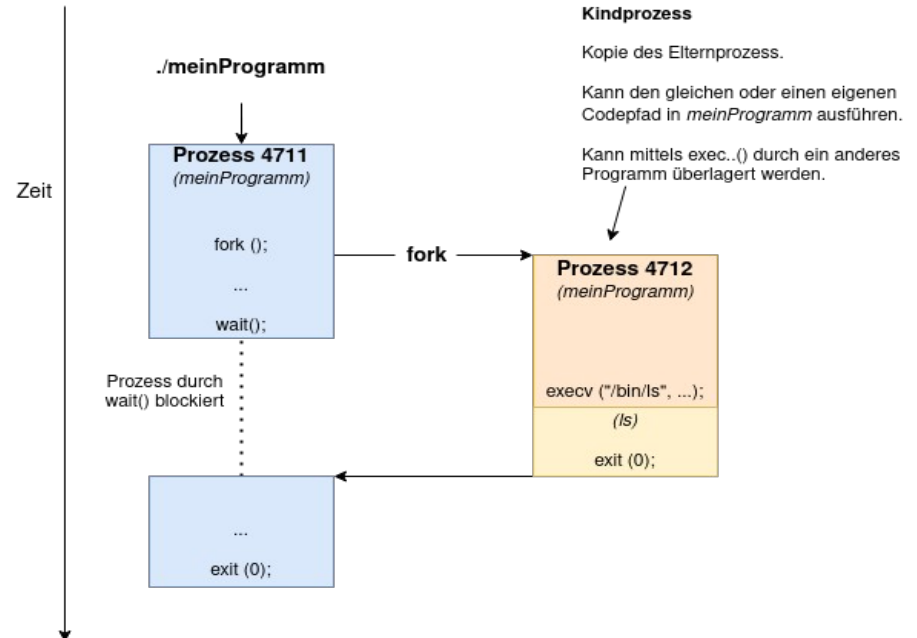 Kindprozess
Kopie des Elternprozess.
Kann den gleichen oder einen eigenen
Codepfad in meinProgramm ausführen.
Kann mittels exec..() durch ein anderes
Programm überlagert werden.
./meinProgramm
Zeit
Prozess 4711
(meinProgramm)
fork ();
...
wait();
fork
Prozess 4712
(meinProgramm)
execv ("/bin/ls", ...);
(ls)
exit (0);
Prozess durch
wait() blockiert
...
exit (0);